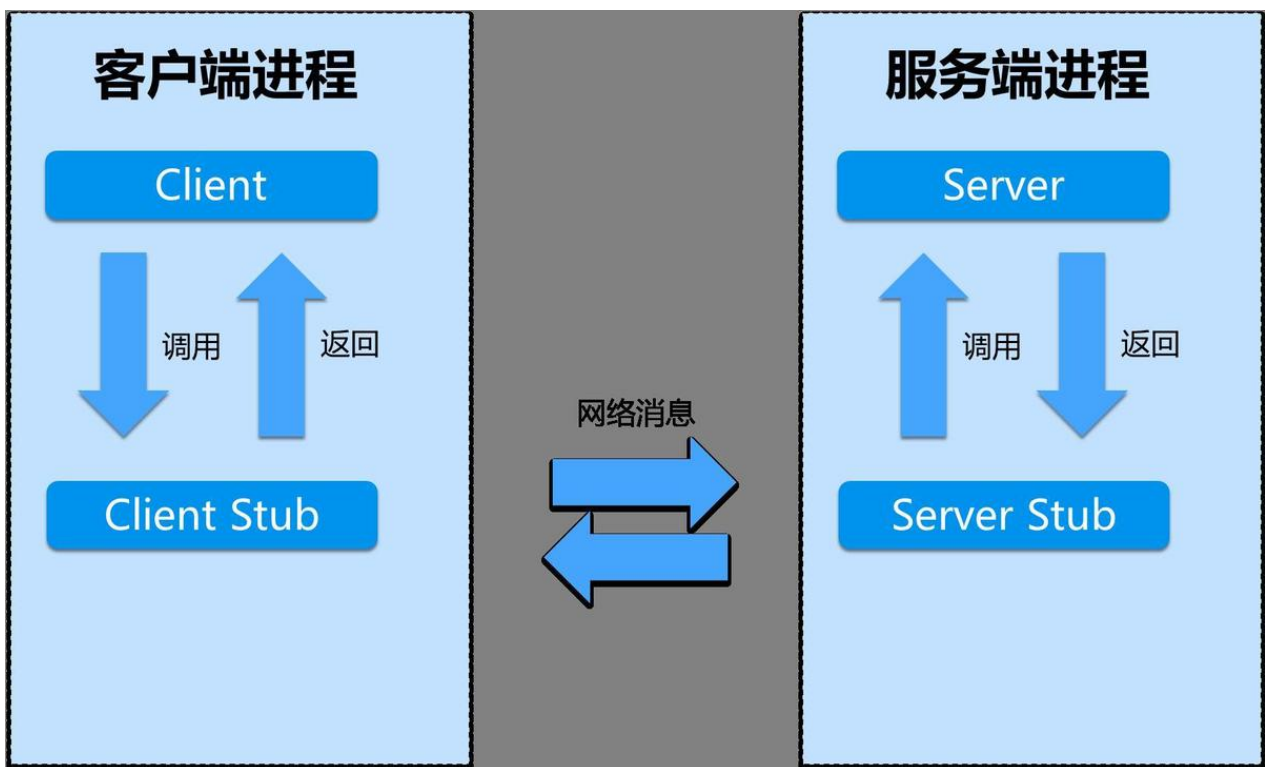 客户端进程
Client
调用
返回
Client Stub
网络消息
服务端进程
Server
调用
返回
Server Stub